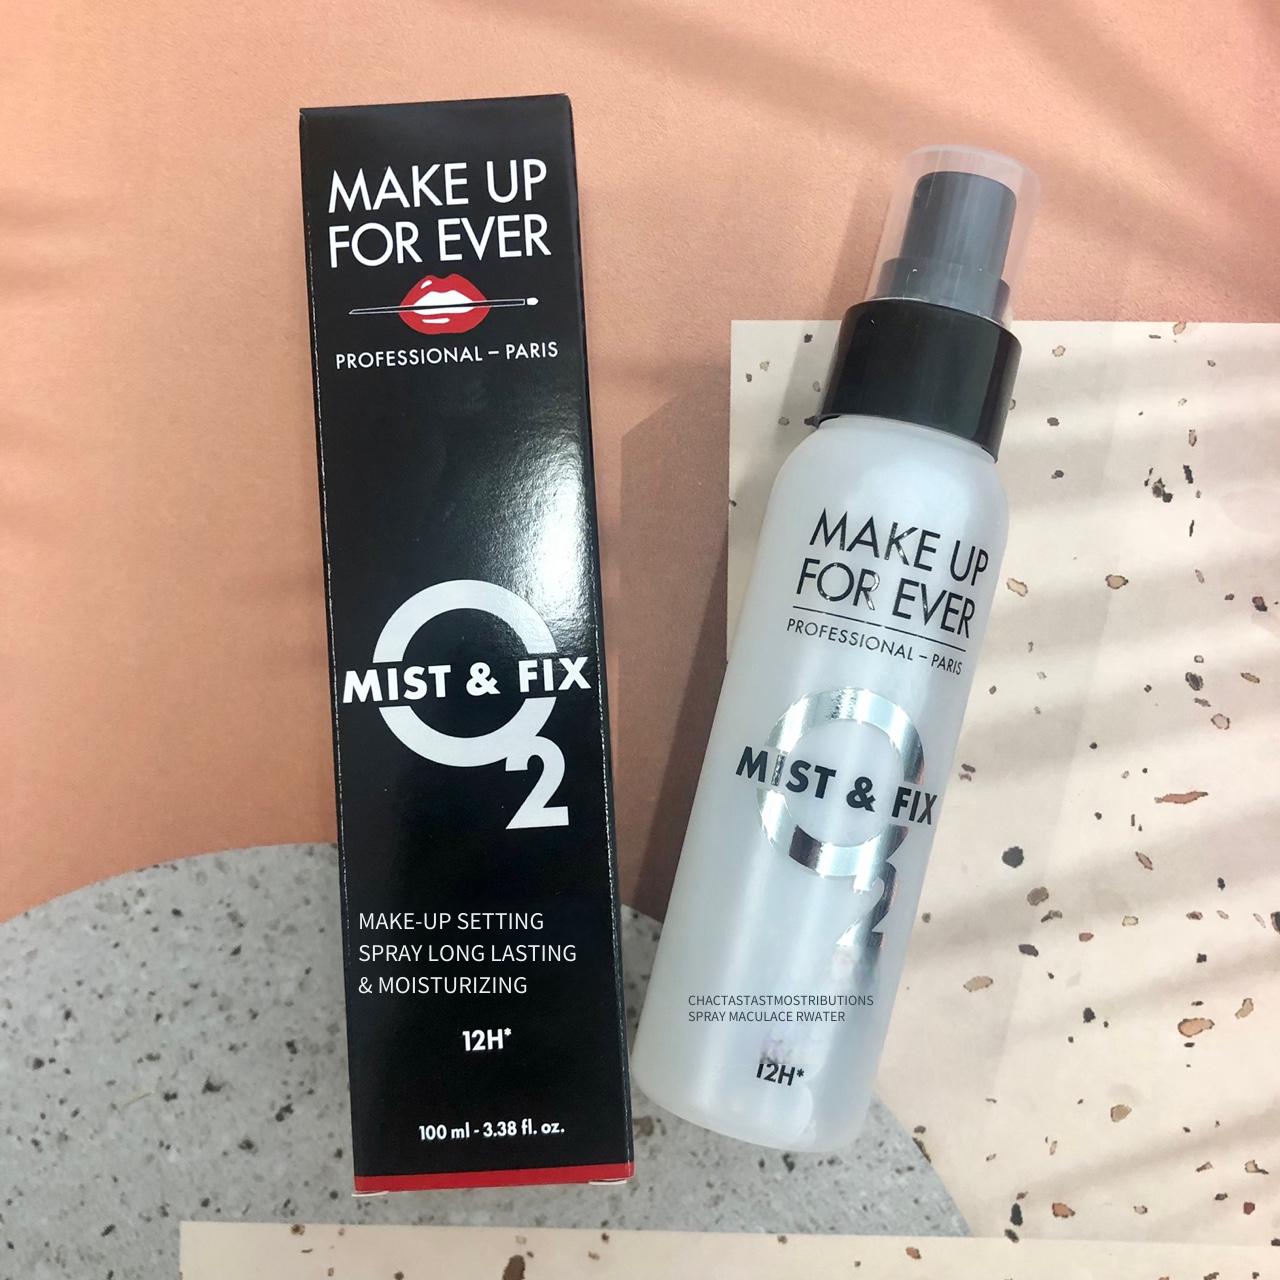 MAKE UP
FOR EVER
PROFESSIONAL – PARIS
O
MIST & FIX
2
MAKE-UP SETTING
SPRAY LONG LASTING
& MOISTURIZING
12H*
100 ml - 3.38 fl. oz.
MAKE UP
FOR EVER
PROFESSIONAL – PARIS
O
MIST & FIX
2
CHACTASTASTMOSTRIBUTIONS
SPRAY MACULACE RWATER
12H*